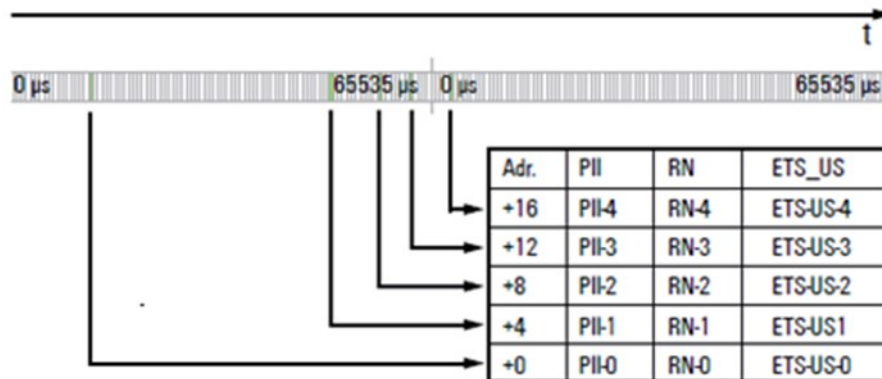 t
0 µs 65535 µs 0 µs 65535 µs
Adr. PII RN ETS_US
+16 PII-4 RN-4 ETS-US-4
+12 PII-3 RN-3 ETS-US-3
+8 PII-2 RN-2 ETS-US-2
+4 PII-1 RN-1 ETS-US1
+0 PII-0 RN-0 ETS-US-0